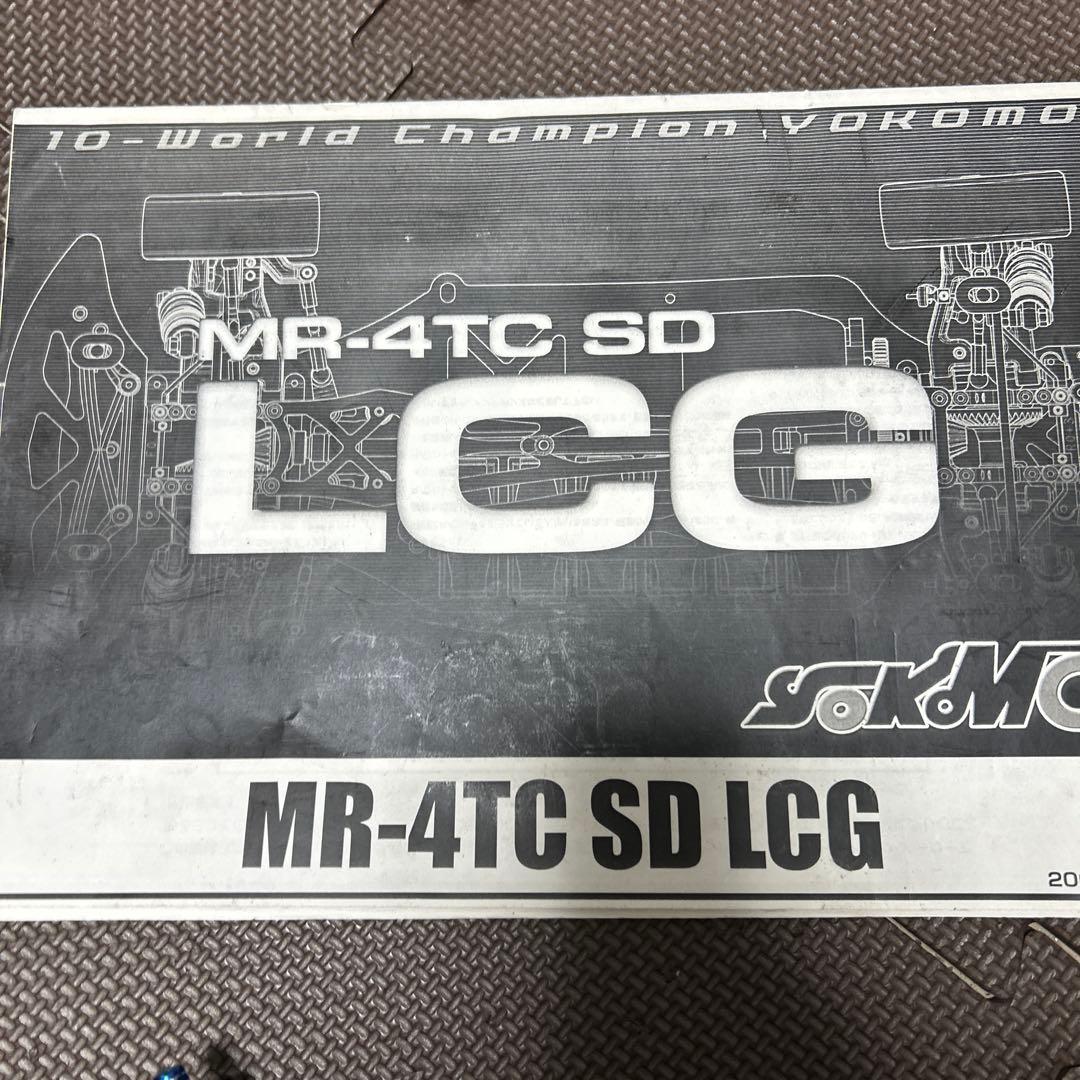 10-World Champion YOKOMO
MR-4TC SD
LCG
YOKOMO
MR-4TC SD LCG
20